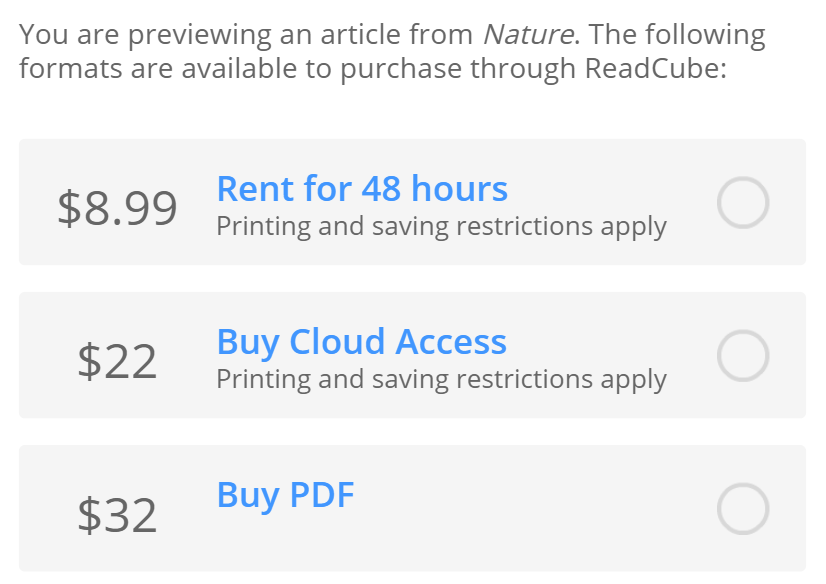 You are previewing an article from Nature. The following
formats are available to purchase through ReadCube:
$8.99
Rent for 48 hours
Printing and saving restrictions apply
$22
Buy Cloud Access
Printing and saving restrictions apply
$32
Buy PDF